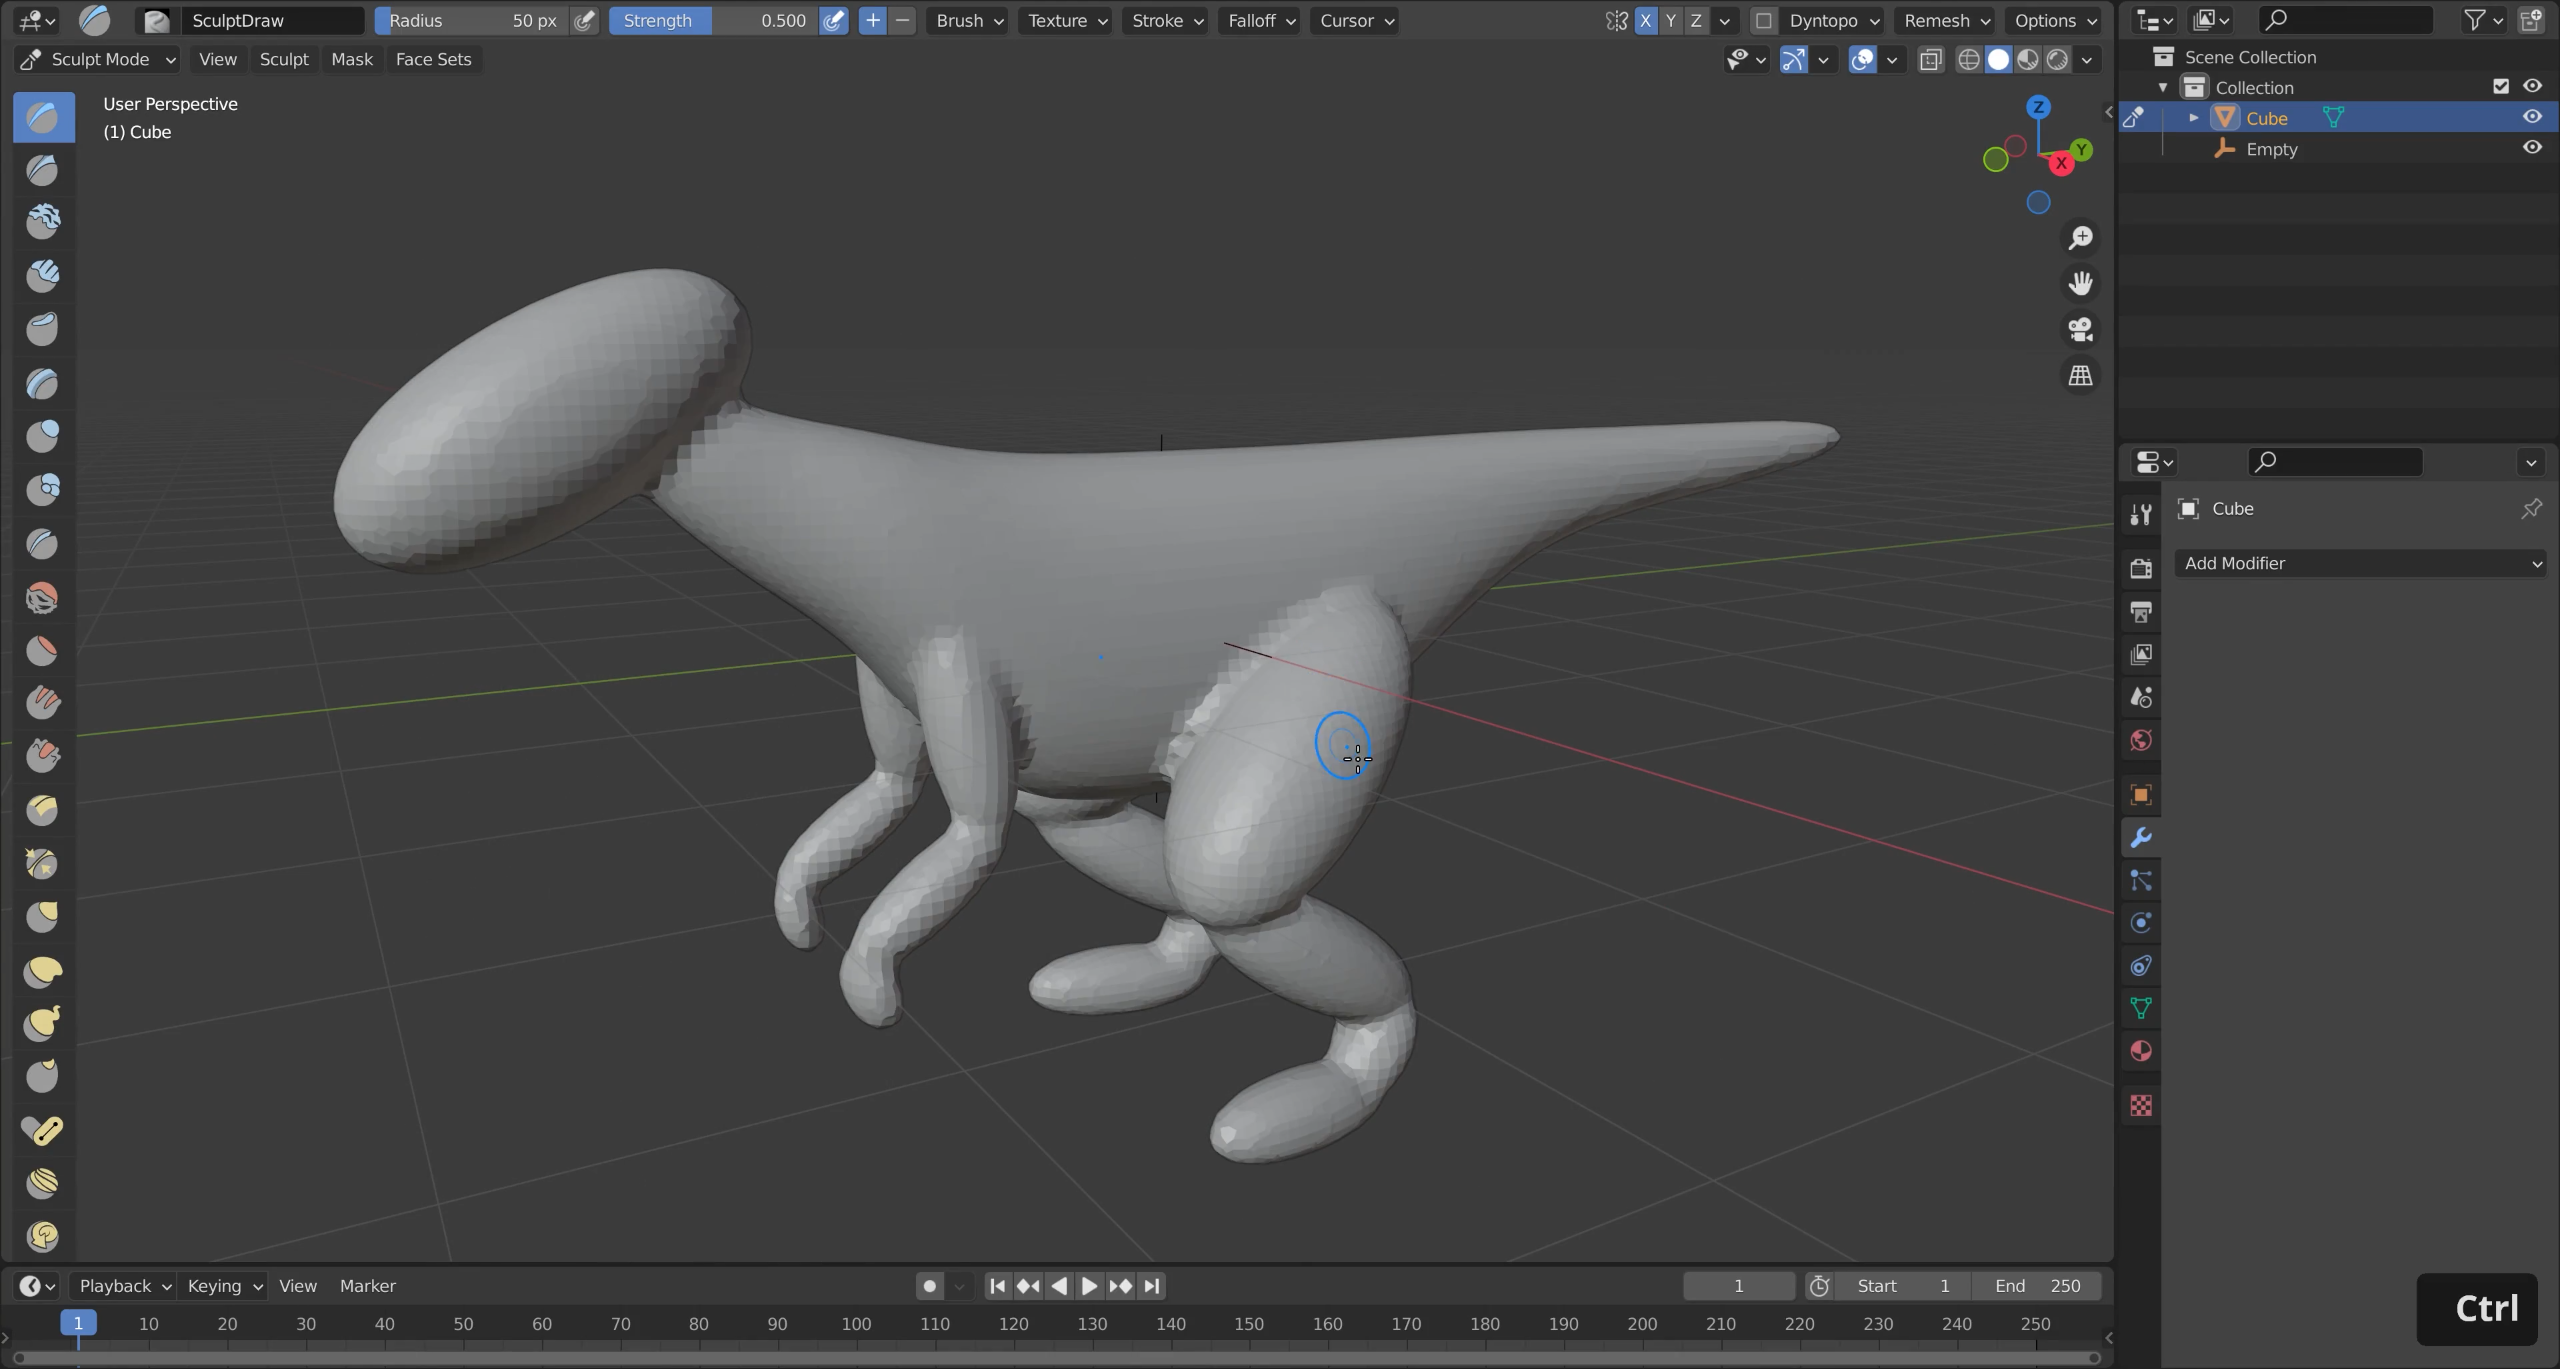 SculptDraw Radius 50 px Strength 0.500 Brush Texture Stroke Falloff Cursor X Y Z Dyntopo Remesh Options
Sculpt Mode View Sculpt Mask Face Sets
User Perspective
(1) Cube
Z
Y
X
Scene Collection
Collection
Cube
Empty
Cube
Add Modifier
Playback Keying View Marker 1 Start 1 End 250
1 10 20 30 40 50 60 70 80 90 100 110 120 130 140 150 160 170 180 190 200 210 220 230 240 250
Ctrl